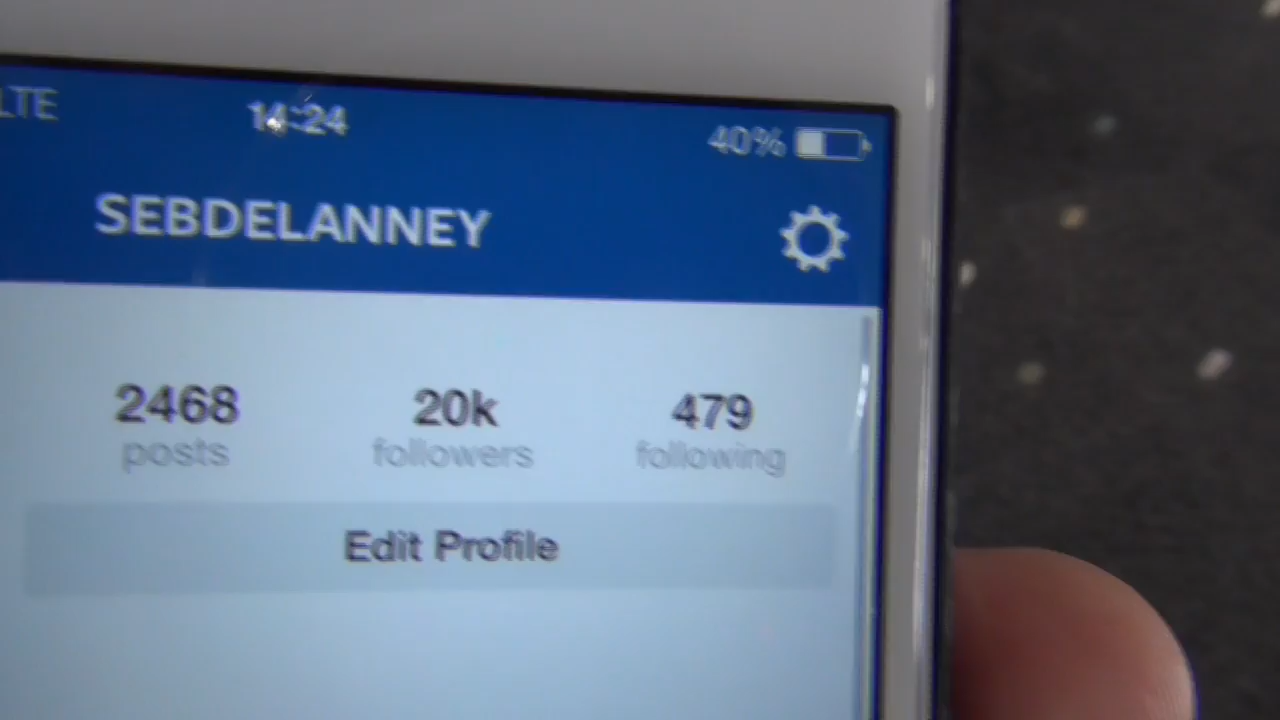 LTE 14:24 40%
SEBDELANNEY
2468 20k 479
posts followers following
Edit Profile